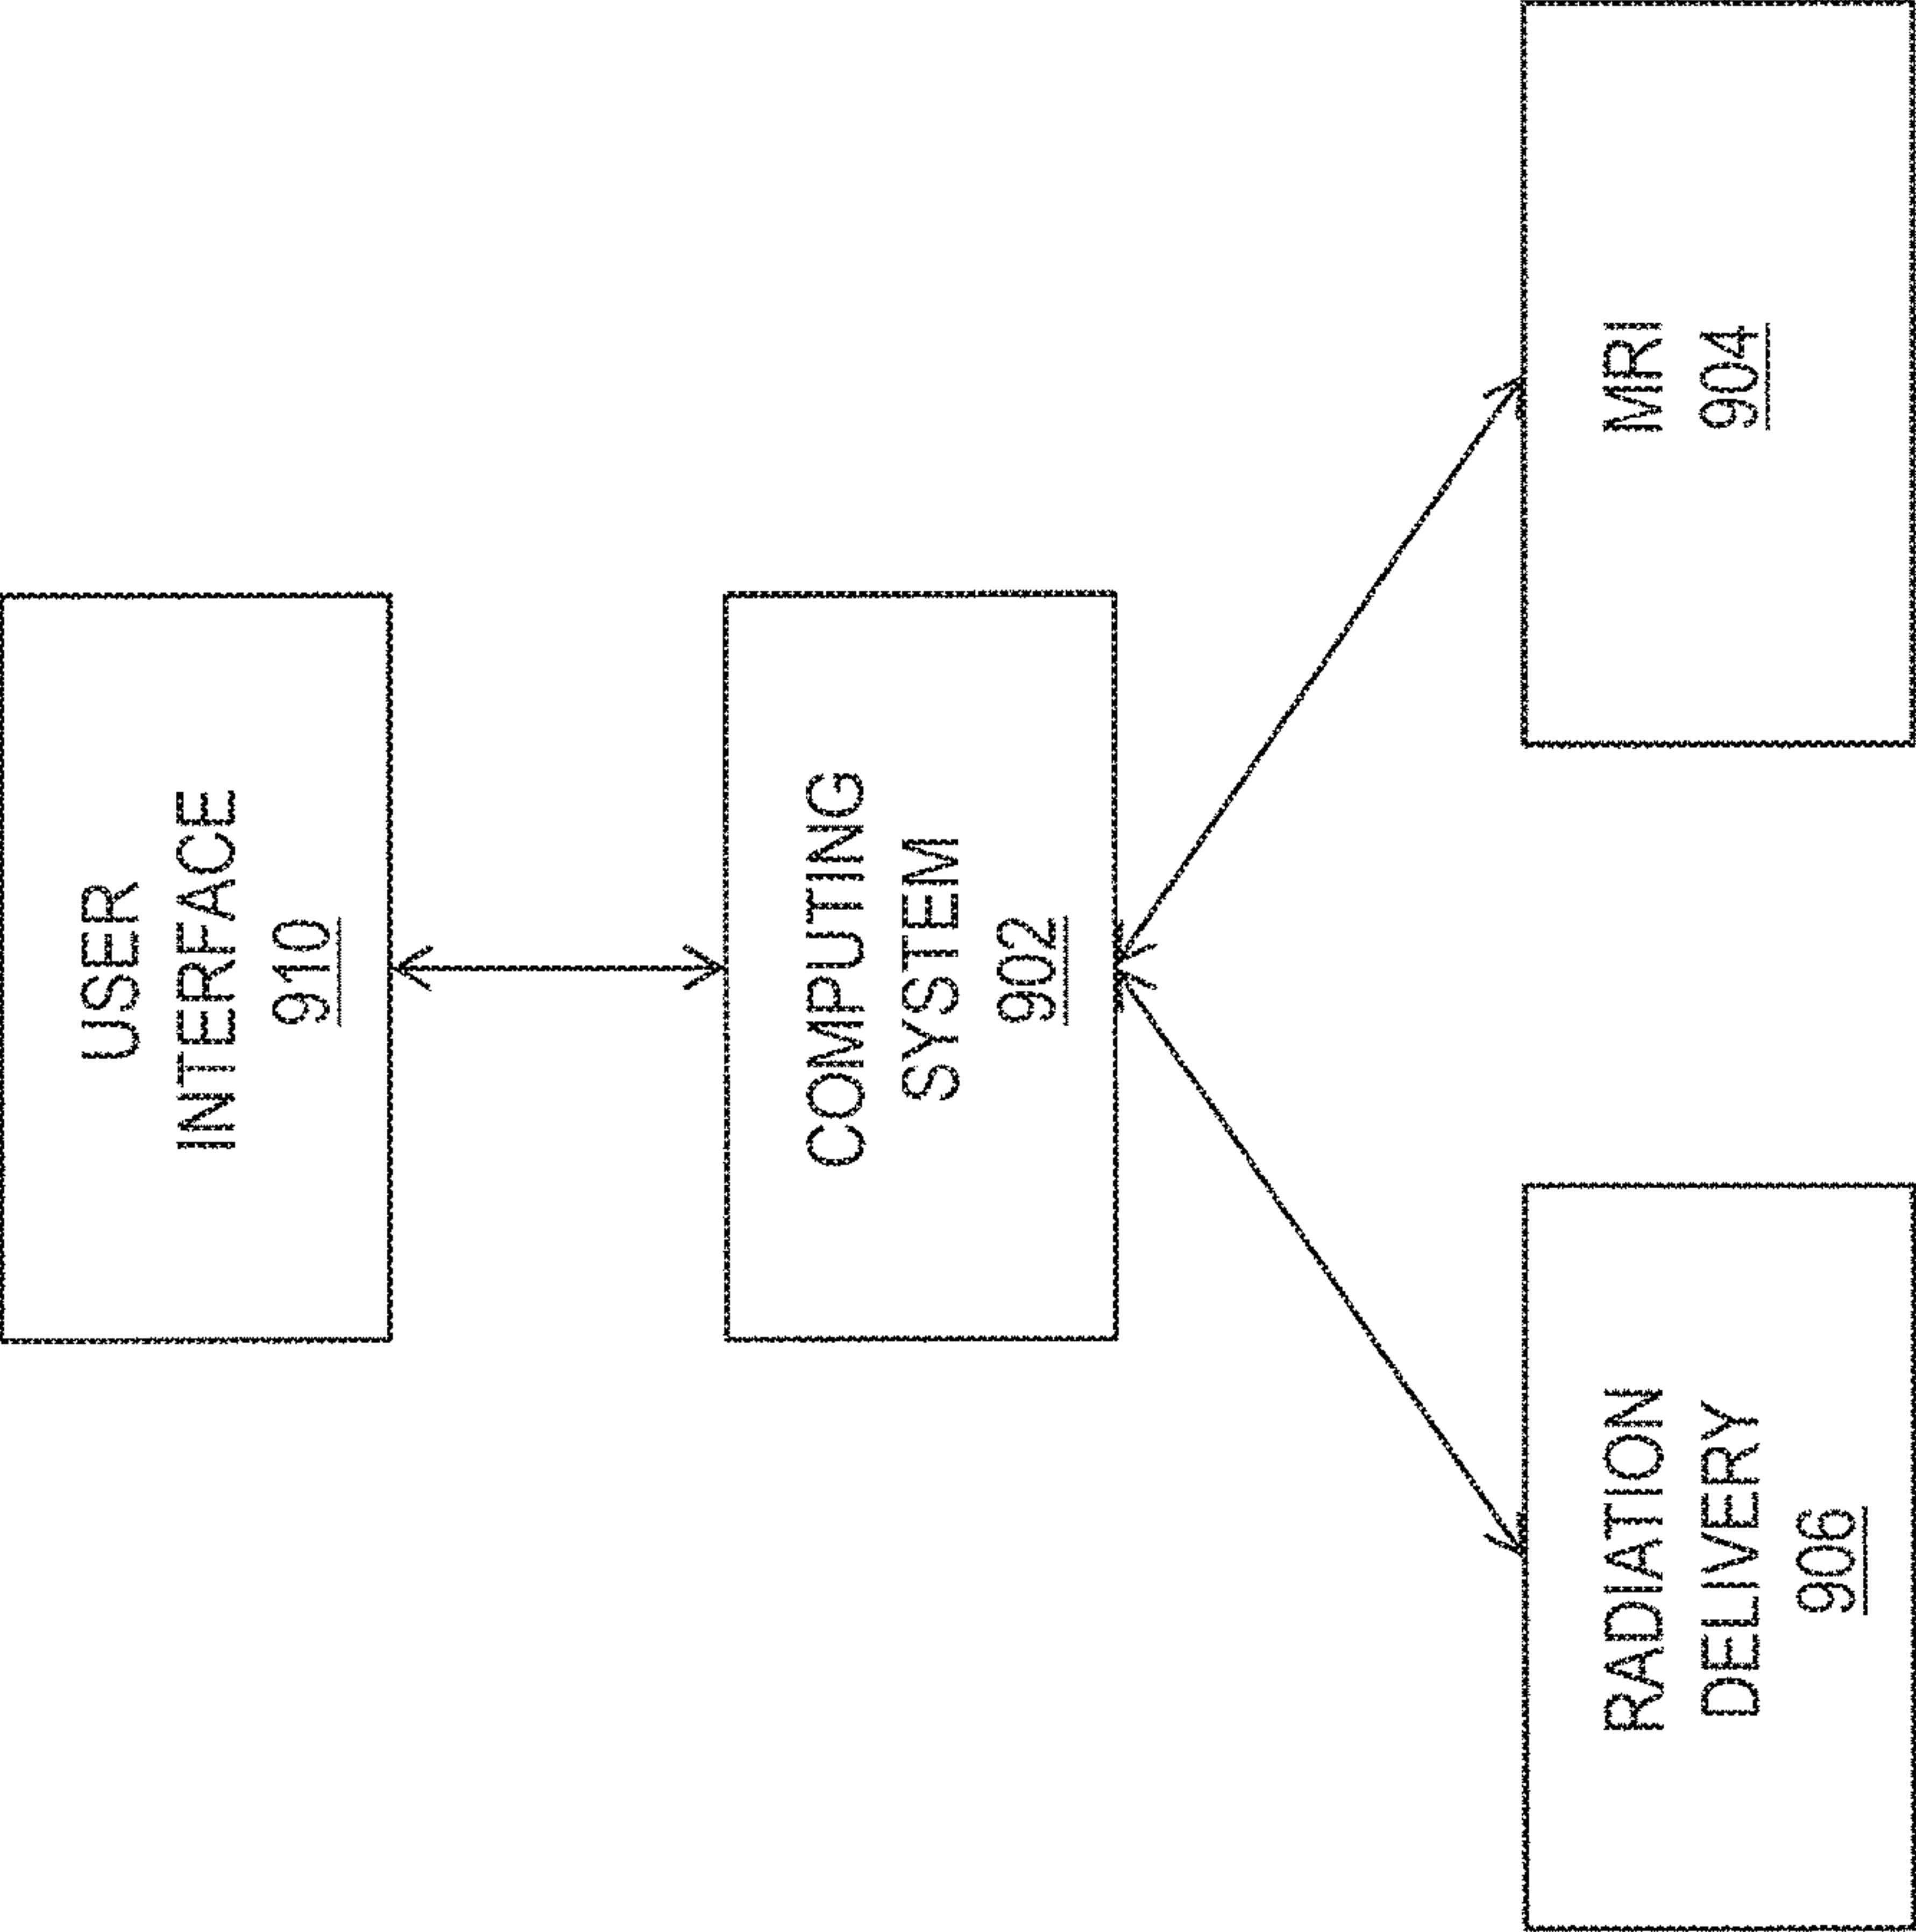 USER
INTERFACE
910
COMPUTING
SYSTEM
902
RADIATION
DELIVERY
906
MRI
904